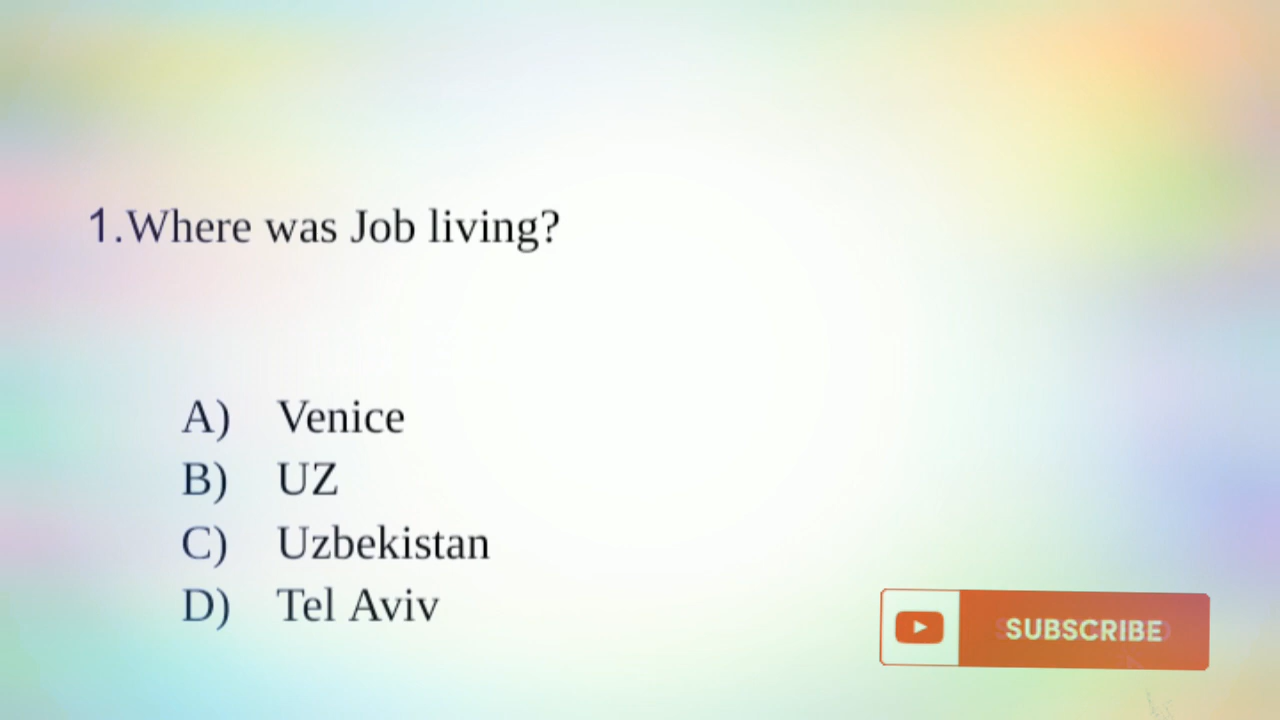 1.Where was Job living?
A) Venice
B) UZ
C) Uzbekistan
D) Tel Aviv
SUBSCRIBE